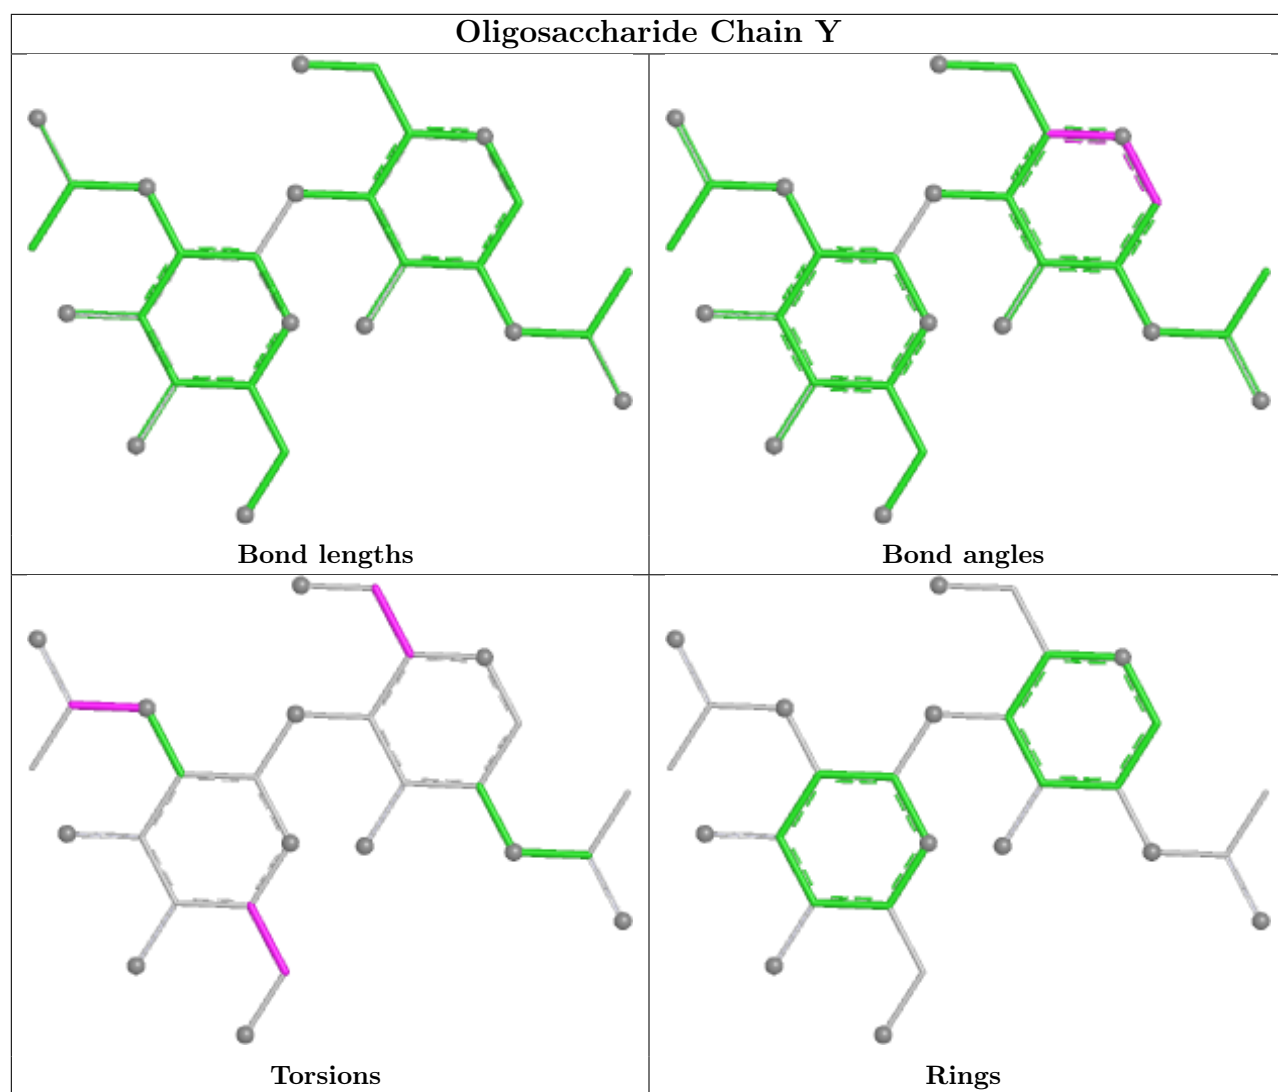 Oligosaccharide Chain Y
Bond lengths
Bond angles
Torsions
Rings